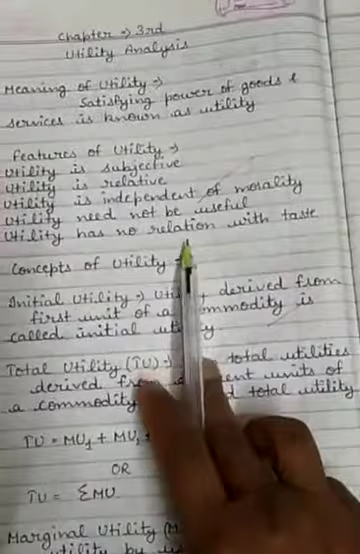 Chapter → 3rd
Utility Analysis
Meaning of Utility →
Satisfying power of goods &
services is known as utility
Features of Utility →
Utility is subjective
Utility is relative
Utility is independent of morality
Utility need not be useful
Utility has no relation with taste
Concepts of Utility →
Initial Utility → derived from
first unit of a commodity is
called initial utility
Total Utility (TU) → total utilities
derived from units of
a commodity total utility
TU = MU1 + MU2
OR
TU = ΣMU
Marginal Utility (M
utility by